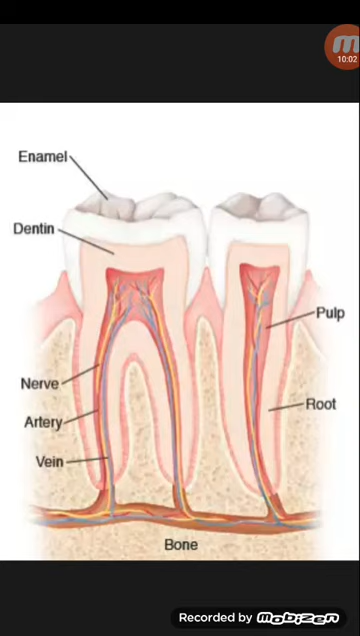 10:02
Enamel
Dentin
Pulp
Nerve
Root
Artery
Vein
Bone
Recorded by Mobizen